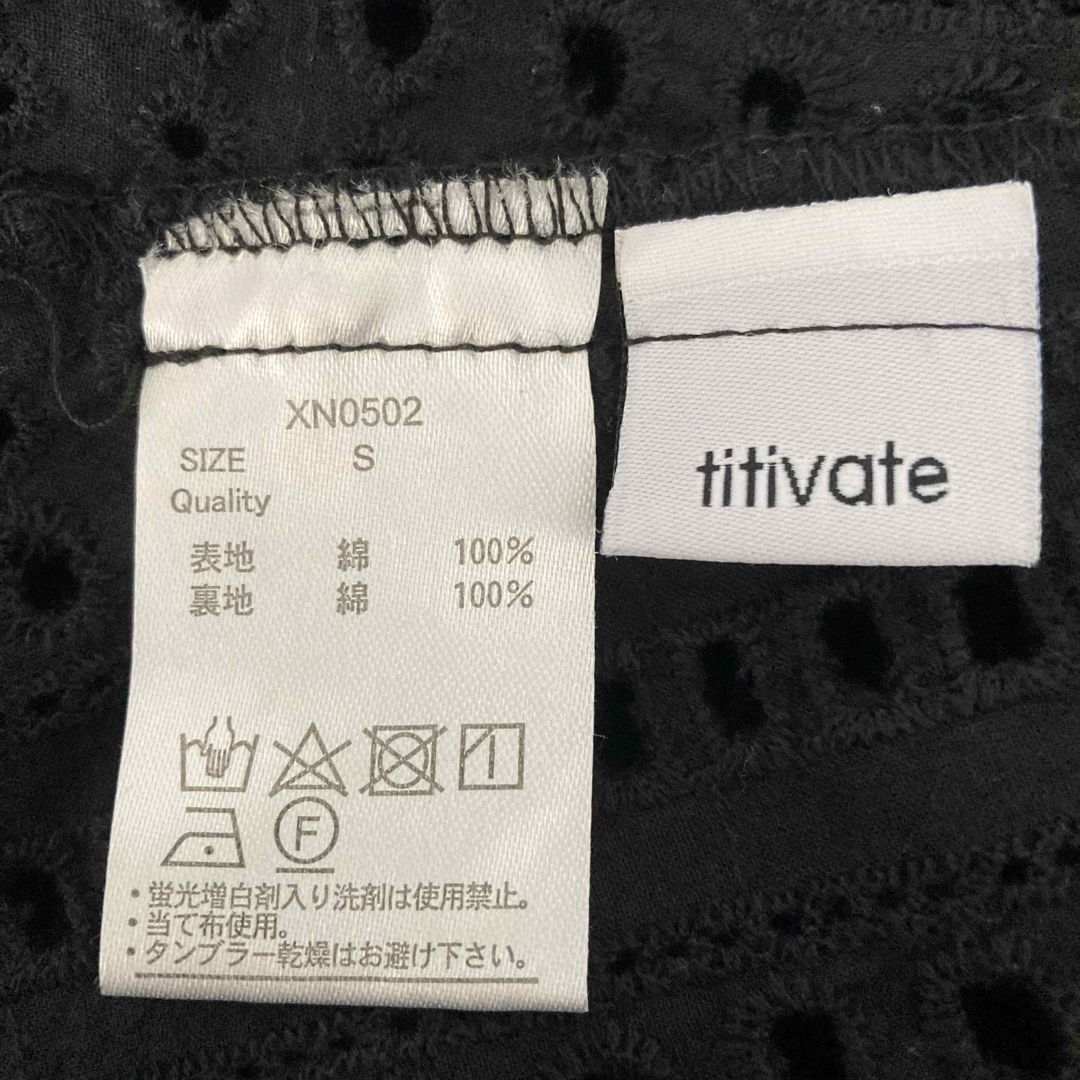 XN0502
SIZE S
Quality
表地 綿 100%
裏地 綿 100%
F
・蛍光増白剤入り洗剤は使用禁止。
・当て布使用。
・タンブラー乾燥はお避け下さい。
titivate